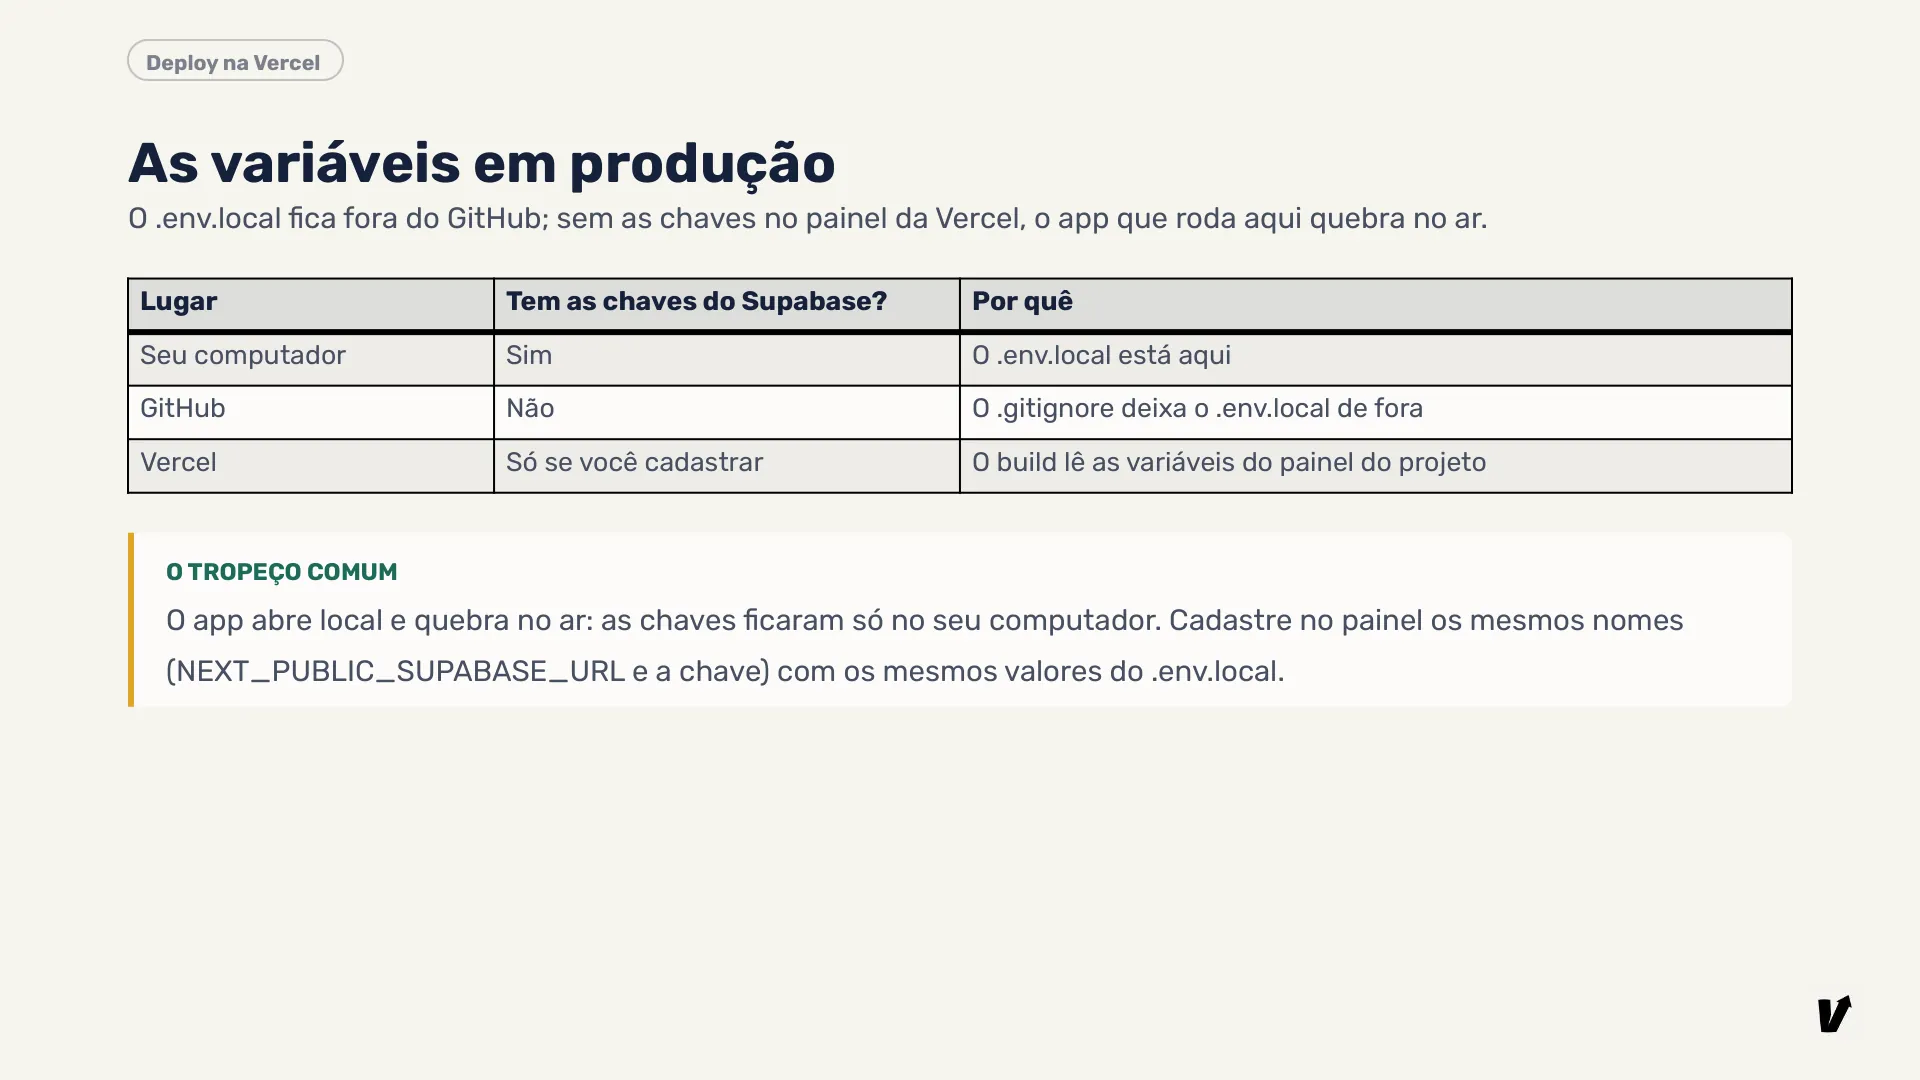 Deploy na Vercel
As variáveis em produção
O .env.local fica fora do GitHub; sem as chaves no painel da Vercel, o app que roda aqui quebra no ar.
Lugar Tem as chaves do Supabase? Por quê
Seu computador Sim O .env.local está aqui
GitHub Não O .gitignore deixa o .env.local de fora
Vercel Só se você cadastrar O build lê as variáveis do painel do projeto
O TROPEÇO COMUM
O app abre local e quebra no ar: as chaves ficaram só no seu computador. Cadastre no painel os mesmos nomes
(NEXT_PUBLIC_SUPABASE_URL e a chave) com os mesmos valores do .env.local.